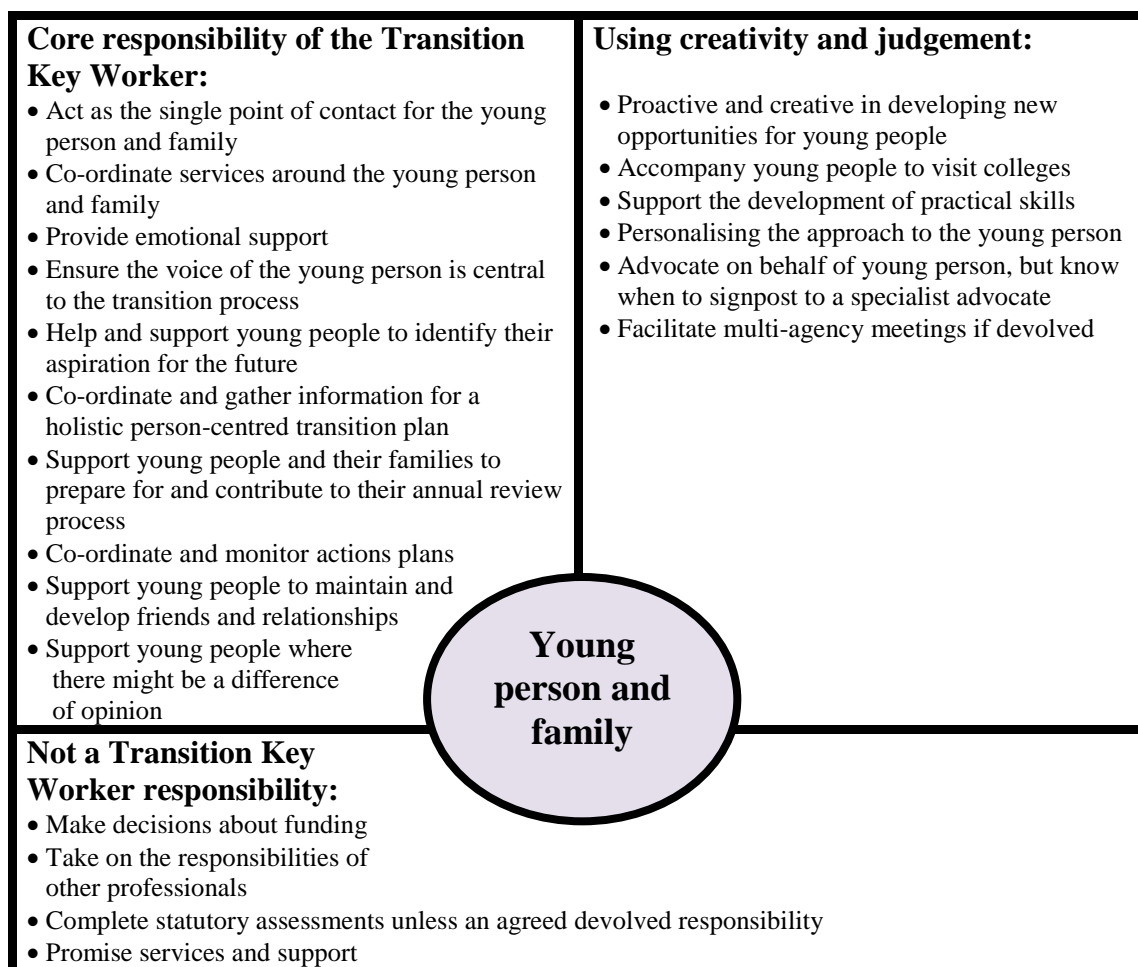 Core responsibility of the Transition
Key Worker:
• Act as the single point of contact for the young
person and family
• Co-ordinate services around the young person
and family
• Provide emotional support
• Ensure the voice of the young person is central
to the transition process
• Help and support young people to identify their
aspiration for the future
• Co-ordinate and gather information for a
holistic person-centred transition plan
• Support young people and their families to
prepare for and contribute to their annual review
process
• Co-ordinate and monitor actions plans
• Support young people to maintain and
develop friends and relationships
• Support young people where
there might be a difference
of opinion
Using creativity and judgement:
• Proactive and creative in developing new
opportunities for young people
• Accompany young people to visit colleges
• Support the development of practical skills
• Personalising the approach to the young person
• Advocate on behalf of young person, but know
when to signpost to a specialist advocate
• Facilitate multi-agency meetings if devolved
Young
person and
family
Not a Transition Key
Worker responsibility:
• Make decisions about funding
• Take on the responsibilities of
other professionals
• Complete statutory assessments unless an agreed devolved responsibility
• Promise services and support